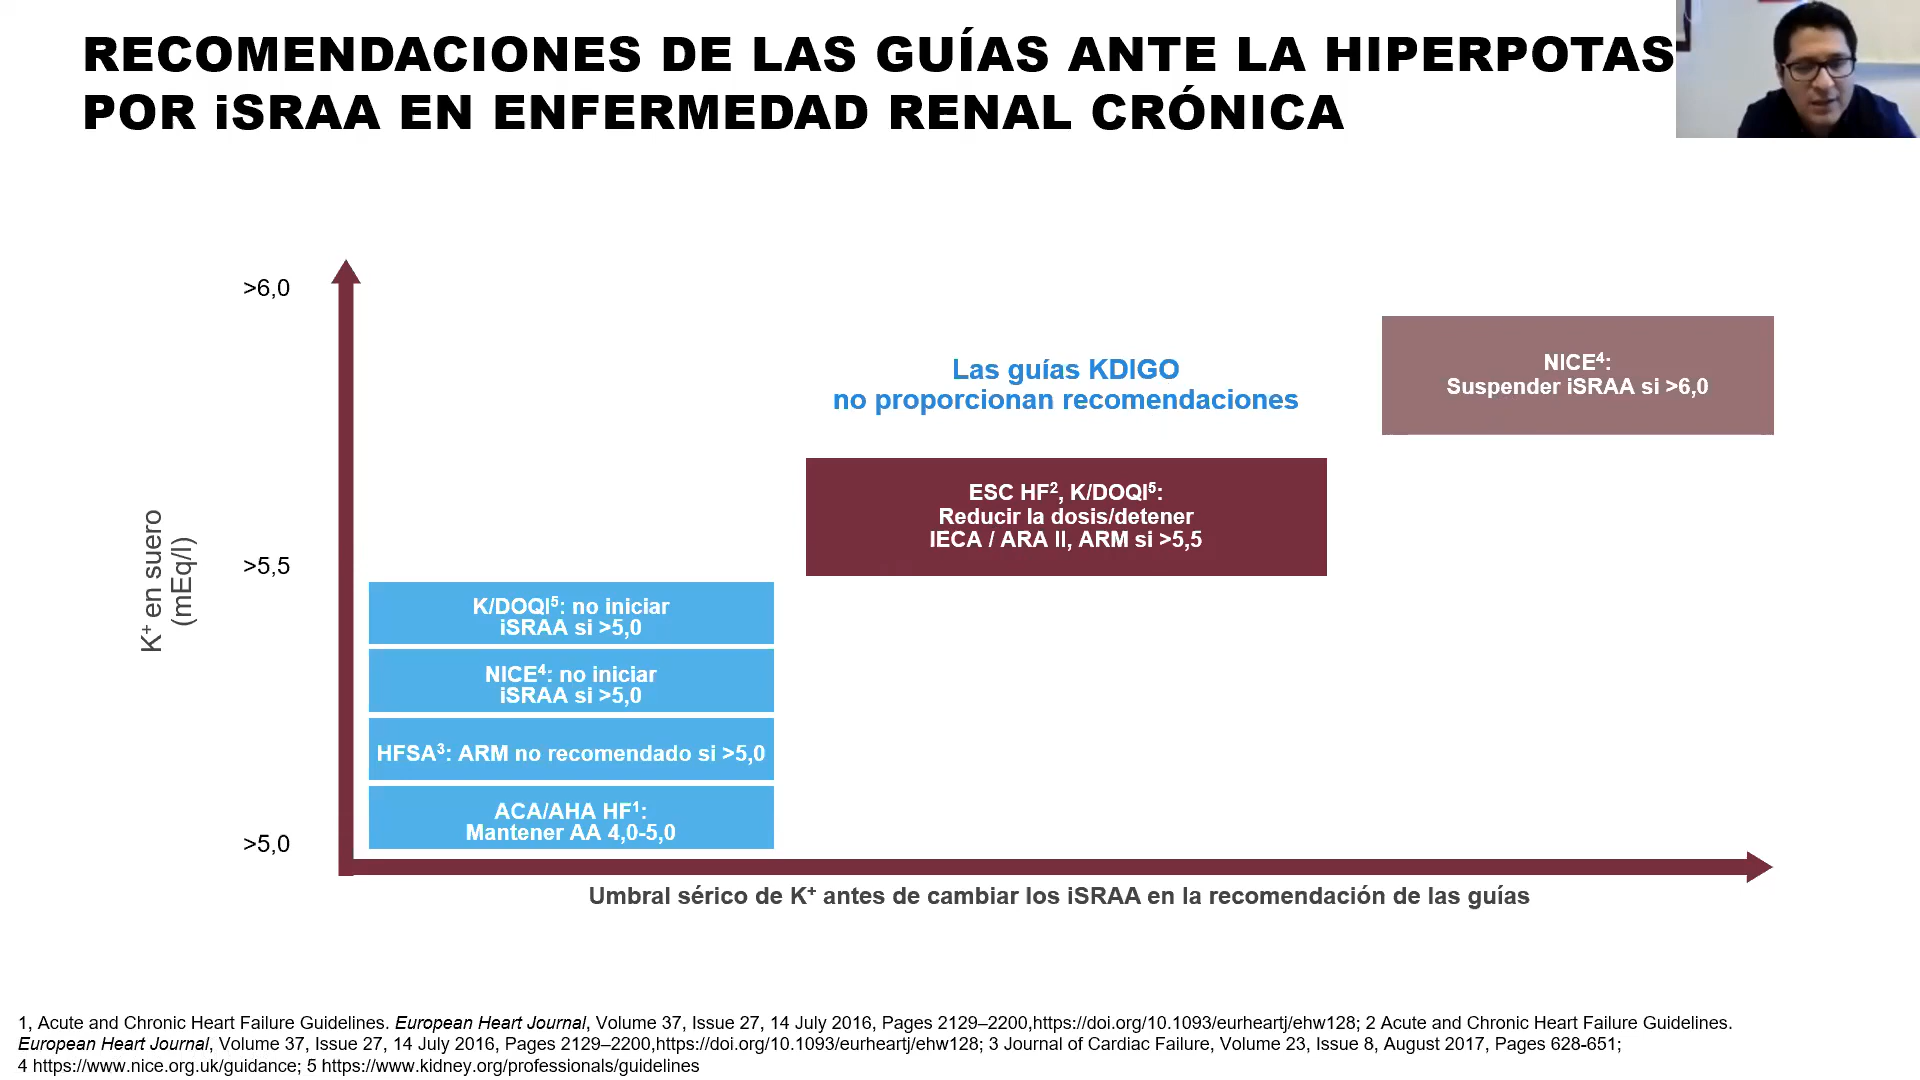 RECOMENDACIONES DE LAS GUÍAS ANTE LA HIPERPOTAS
POR iSRAA EN ENFERMEDAD RENAL CRÓNICA
>6,0
NICE⁴:
Suspender iSRAA si >6,0
Las guías KDIGO
no proporcionan recomendaciones
ESC HF², K/DOQI⁵:
Reducir la dosis/detener
IECA / ARA II, ARM si >5,5
K⁺ en suero
(mEq/l)
>5,5
K/DOQI⁵: no iniciar
iSRAA si >5,0
NICE⁴: no iniciar
iSRAA si >5,0
HFSA³: ARM no recomendado si >5,0
ACA/AHA HF¹:
Mantener AA 4,0-5,0
>5,0
Umbral sérico de K⁺ antes de cambiar los iSRAA en la recomendación de las guías
1, Acute and Chronic Heart Failure Guidelines. European Heart Journal, Volume 37, Issue 27, 14 July 2016, Pages 2129–2200,https://doi.org/10.1093/eurheartj/ehw128; 2 Acute and Chronic Heart Failure Guidelines.
European Heart Journal, Volume 37, Issue 27, 14 July 2016, Pages 2129–2200,https://doi.org/10.1093/eurheartj/ehw128; 3 Journal of Cardiac Failure, Volume 23, Issue 8, August 2017, Pages 628-651;
4 https://www.nice.org.uk/guidance; 5 https://www.kidney.org/professionals/guidelines